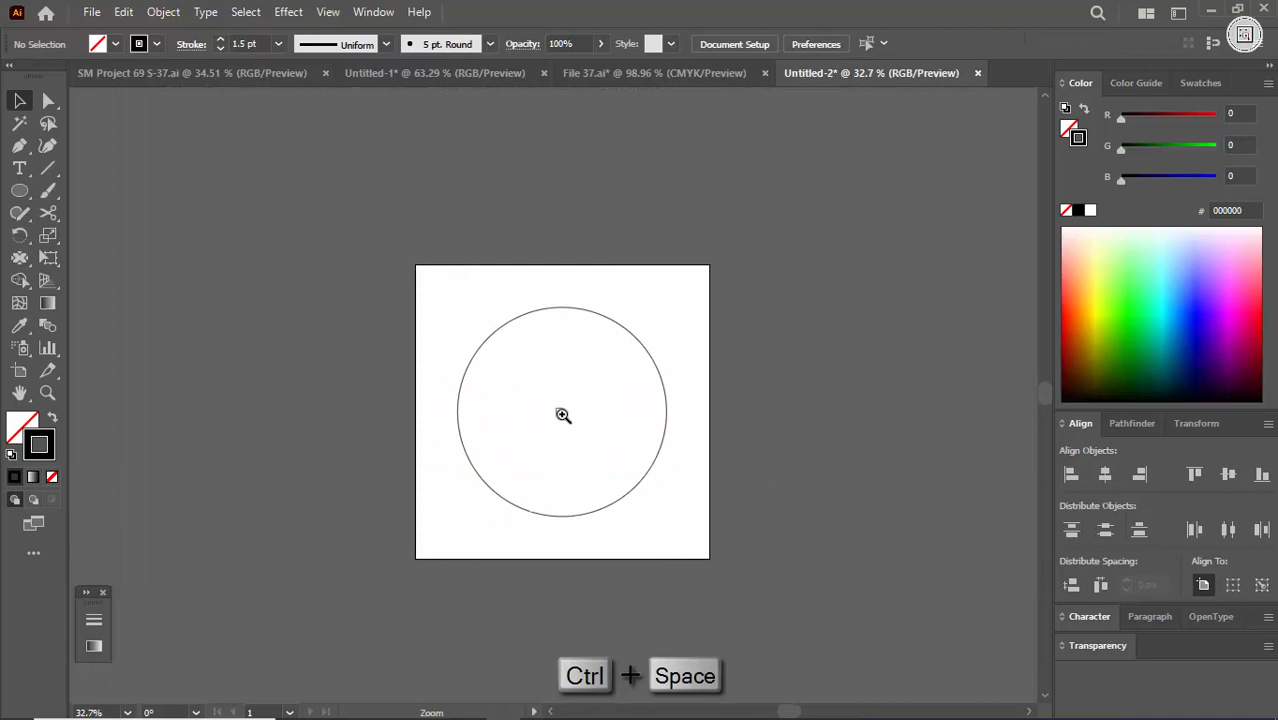 Ai File Edit Object Type Select Effect View Window Help
No Selection Stroke: 1.5 pt Uniform 5 pt. Round Opacity: 100% Style: Document Setup Preferences
SM Project 69 S-37.ai @ 34.51 % (RGB/Preview) Untitled-1* @ 63.29 % (RGB/Preview) File 37.ai* @ 98.96 % (CMYK/Preview) Untitled-2* @ 32.7 % (RGB/Preview)
Color Color Guide Swatches
R 0
G 0
B 0
# 000000
Align Pathfinder Transform
Align Objects:
Distribute Objects:
Distribute Spacing: Align To:
0 px
Character Paragraph OpenType
Transparency
Ctrl + Space
32.7% 0° 1 Zoom